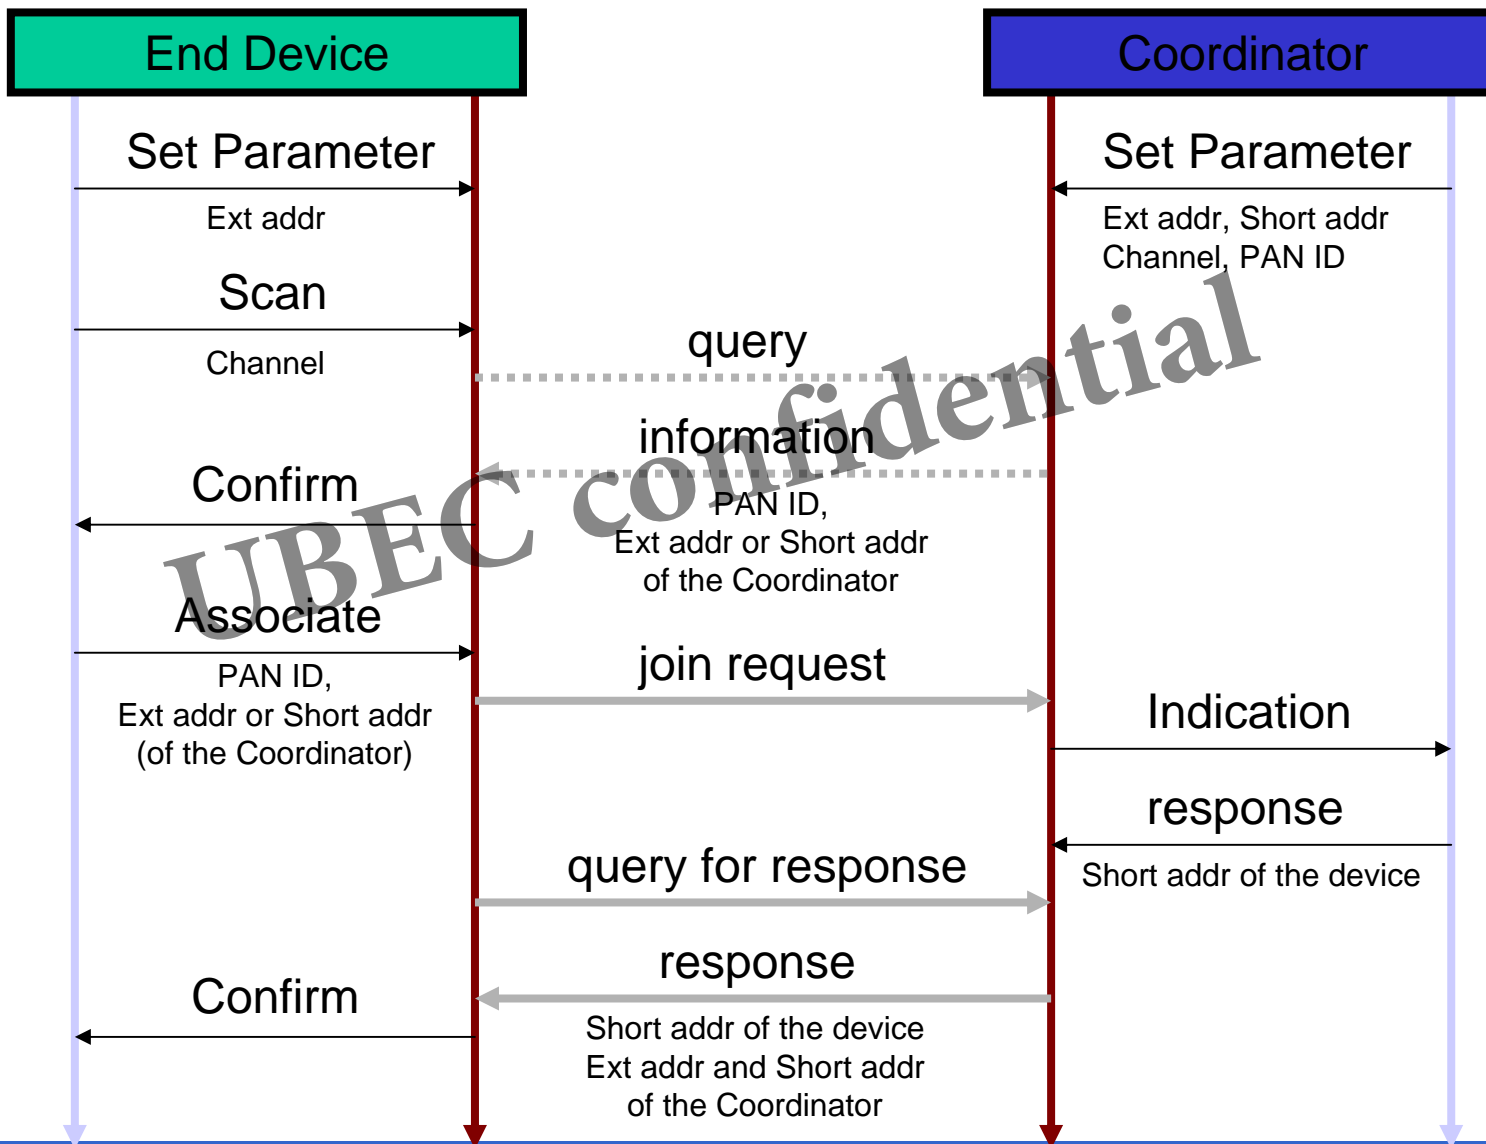 End Device
Coordinator
Set Parameter
Ext addr
Set Parameter
Ext addr, Short addr
Channel, PAN ID
Scan
Channel
query
information
PAN ID,
Ext addr or Short addr
of the Coordinator
Confirm
UBEC confidential
Associate
PAN ID,
Ext addr or Short addr
(of the Coordinator)
join request
Indication
response
Short addr of the device
query for response
response
Short addr of the device
Ext addr and Short addr
of the Coordinator
Confirm